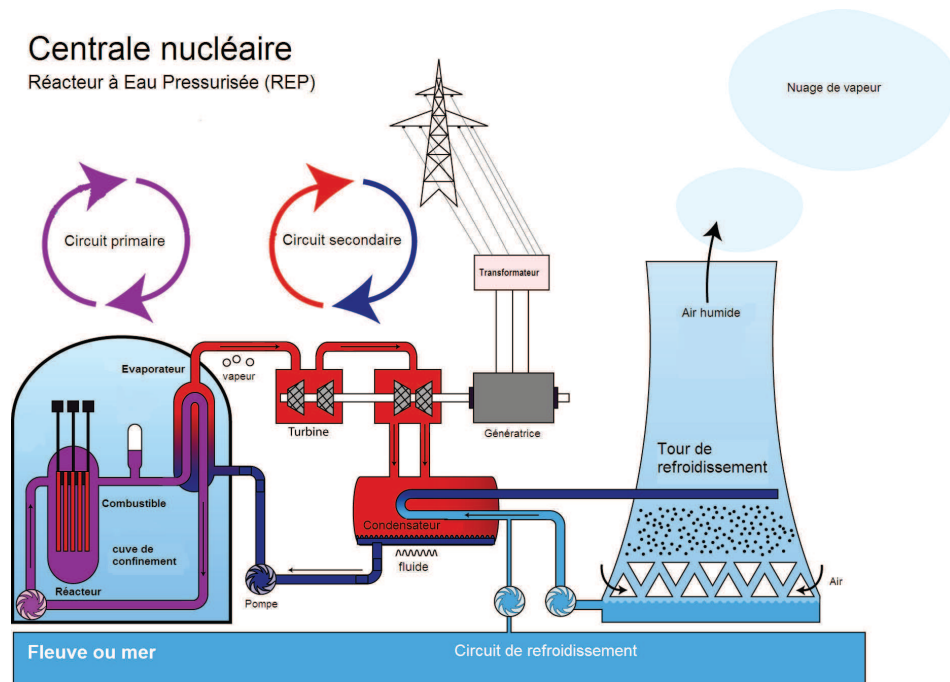 Centrale nucléaire
Réacteur à Eau Pressurisée (REP)
Nuage de vapeur
Circuit primaire
Circuit secondaire
Transformateur
Air humide
Evaporateur
vapeur
Turbine
Génératrice
Tour de
refroidissement
Combustible
Condensateur
cuve de
confinement
fluide
Réacteur
Pompe
Air
Fleuve ou mer
Circuit de refroidissement